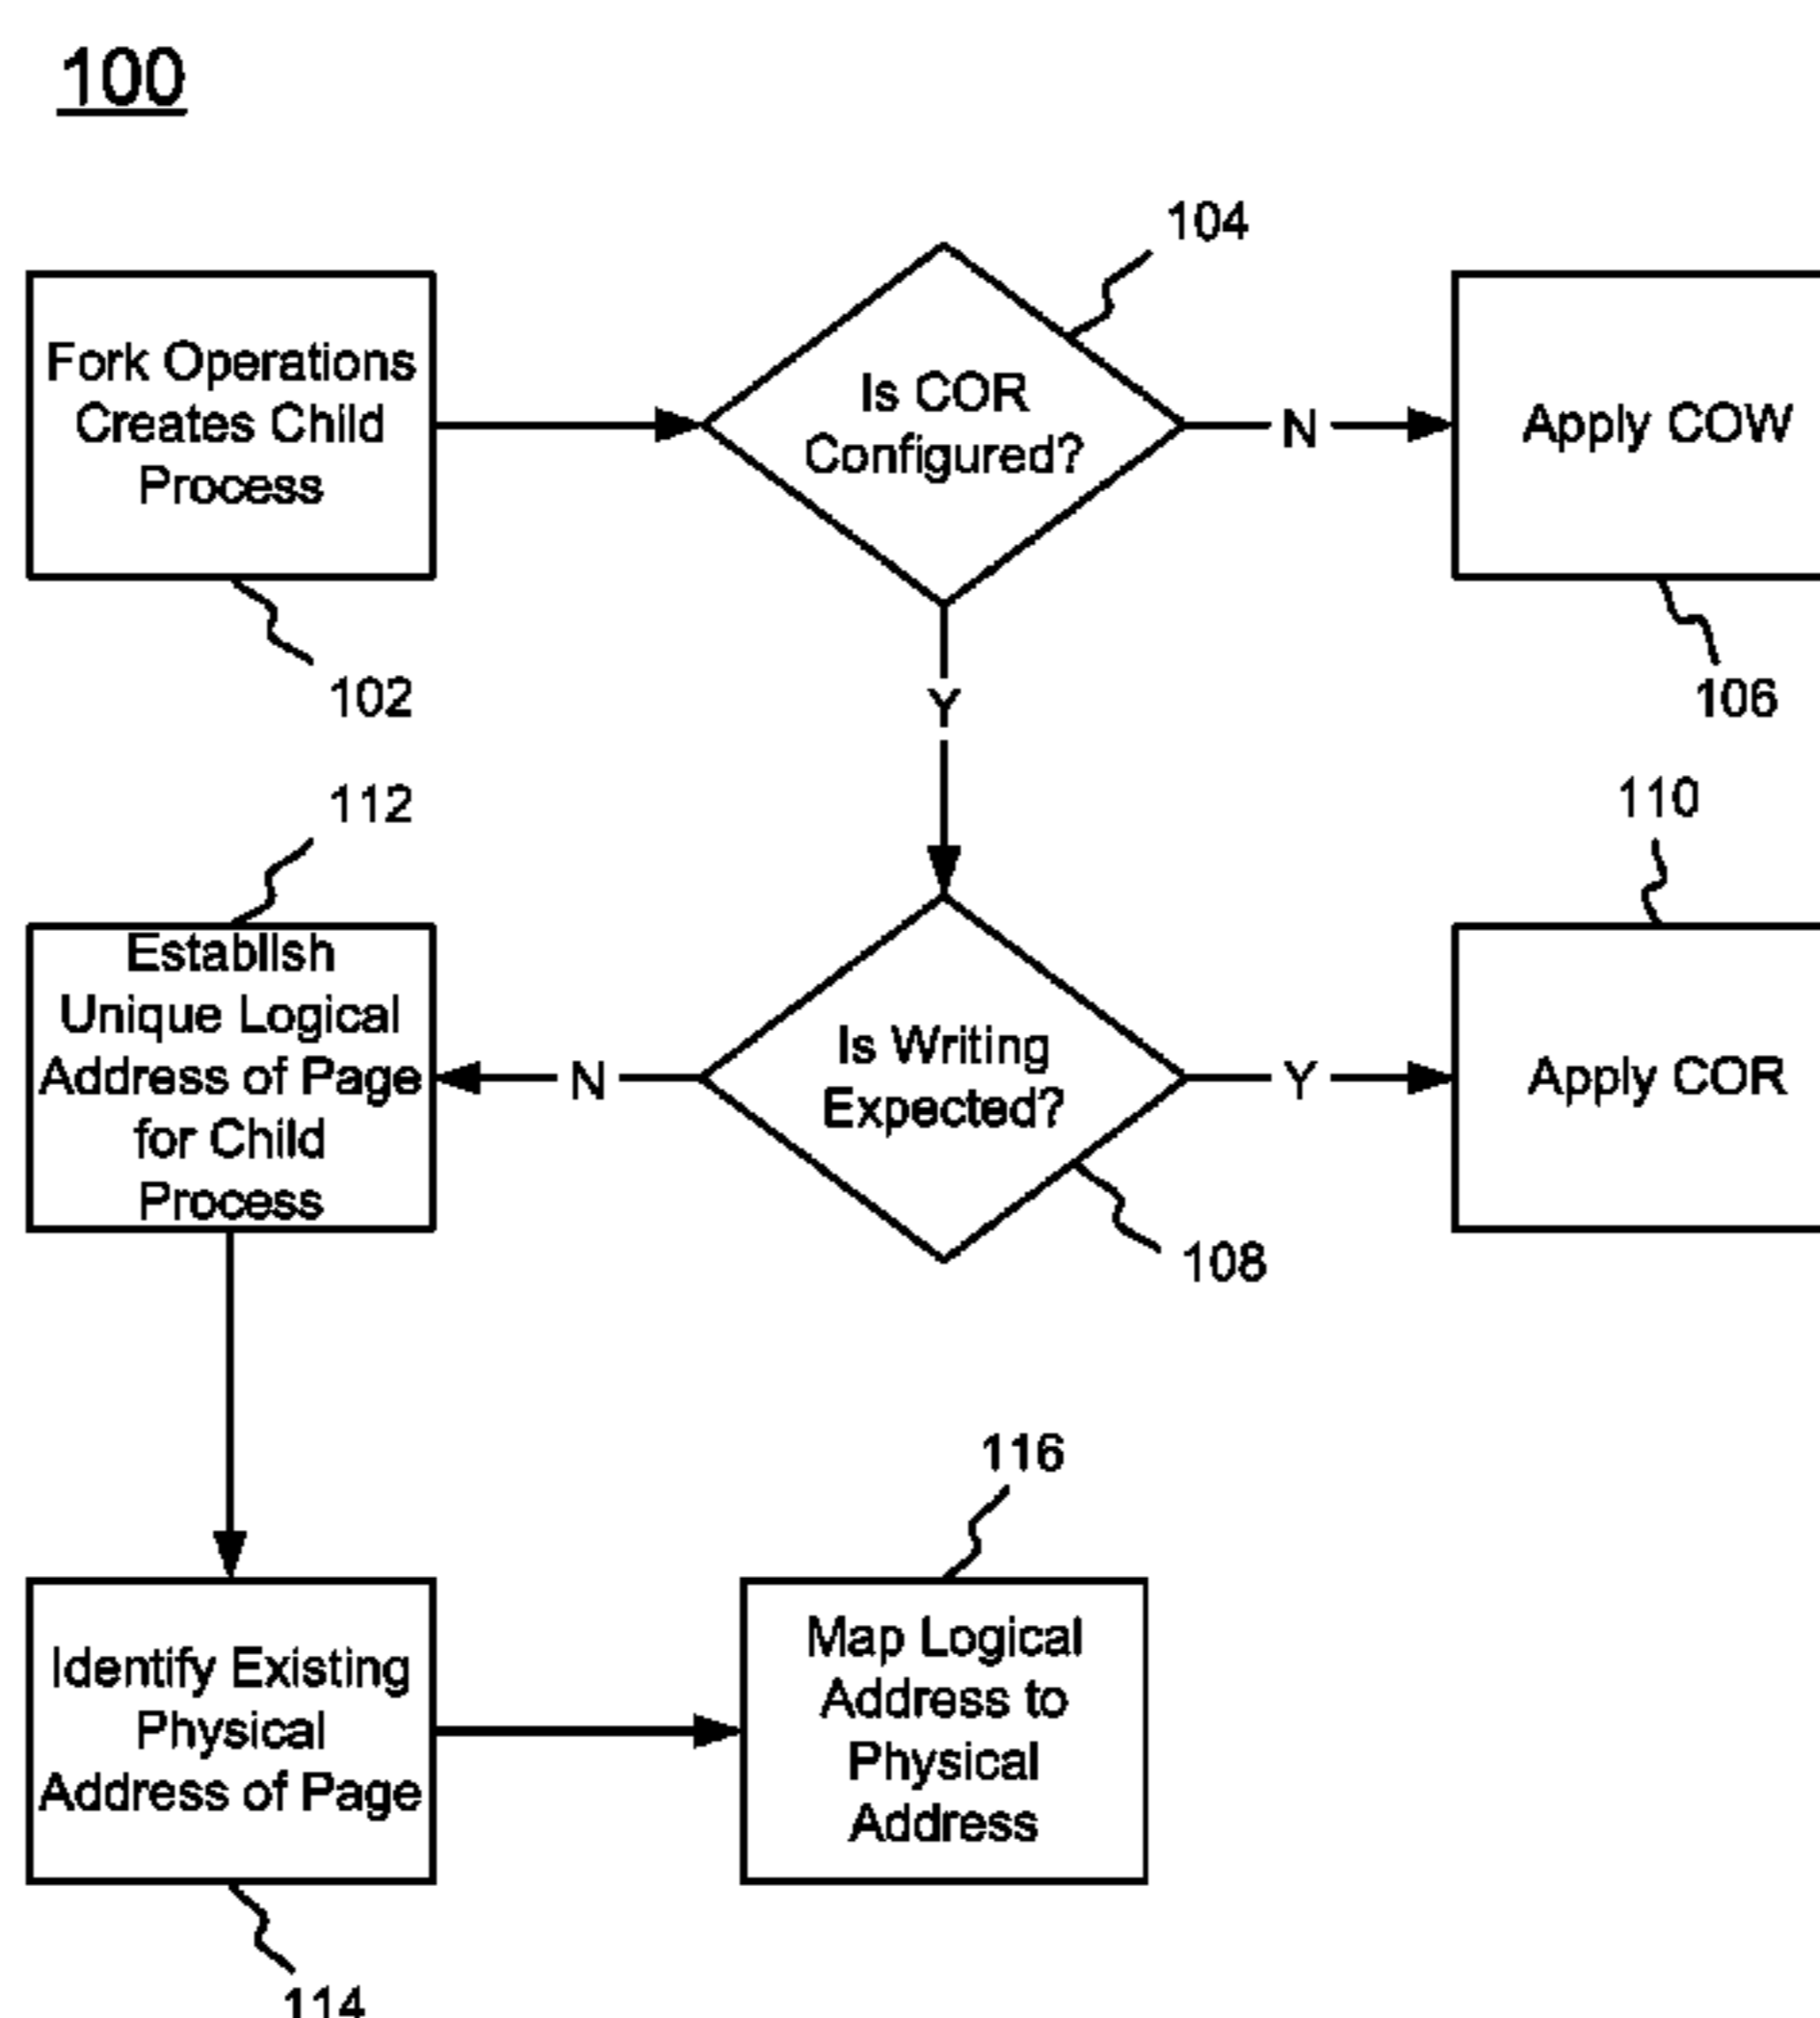 100
104
Fork Operations
Creates Child
Process
Is COR
Configured?
N
Apply COW
102
Y
106
112
110
Establish
Unique Logical
Address of Page
for Child
Process
N
Is Writing
Expected?
Y
Apply COR
108
116
Identify Existing
Physical
Address of Page
Map Logical
Address to
Physical
Address
114